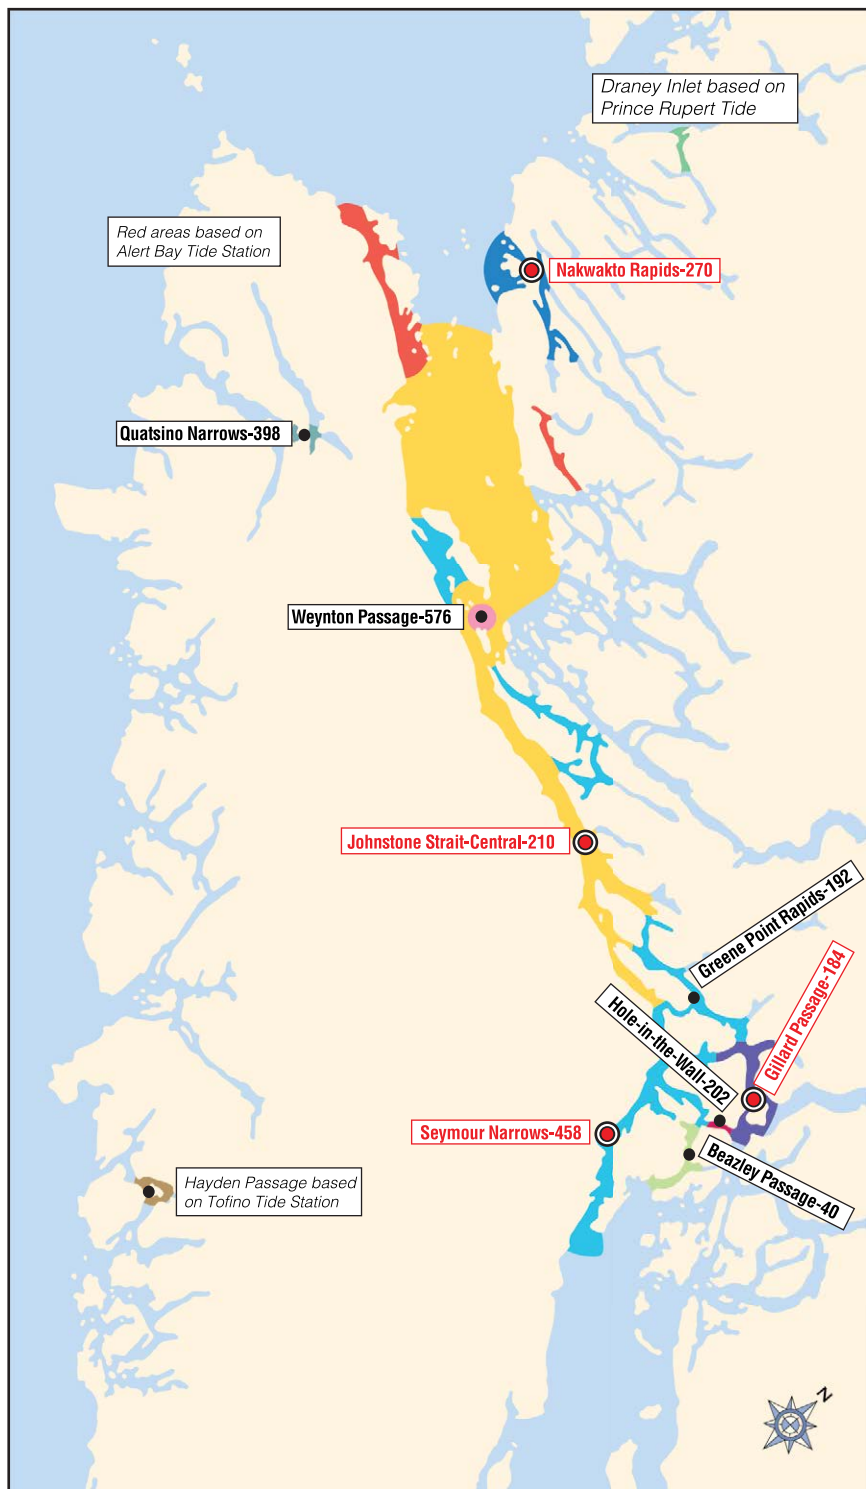 Draney Inlet based on
Prince Rupert Tide
Red areas based on
Alert Bay Tide Station
Nakwakto Rapids-270
Quatsino Narrows-398
Weynton Passage-576
Johnstone Strait-Central-210
Greene Point Rapids-192
Gillard Passage-184
Hole-in-the-Wall-202
Seymour Narrows-458
Beazley Passage-40
Hayden Passage based
on Tofino Tide Station
N